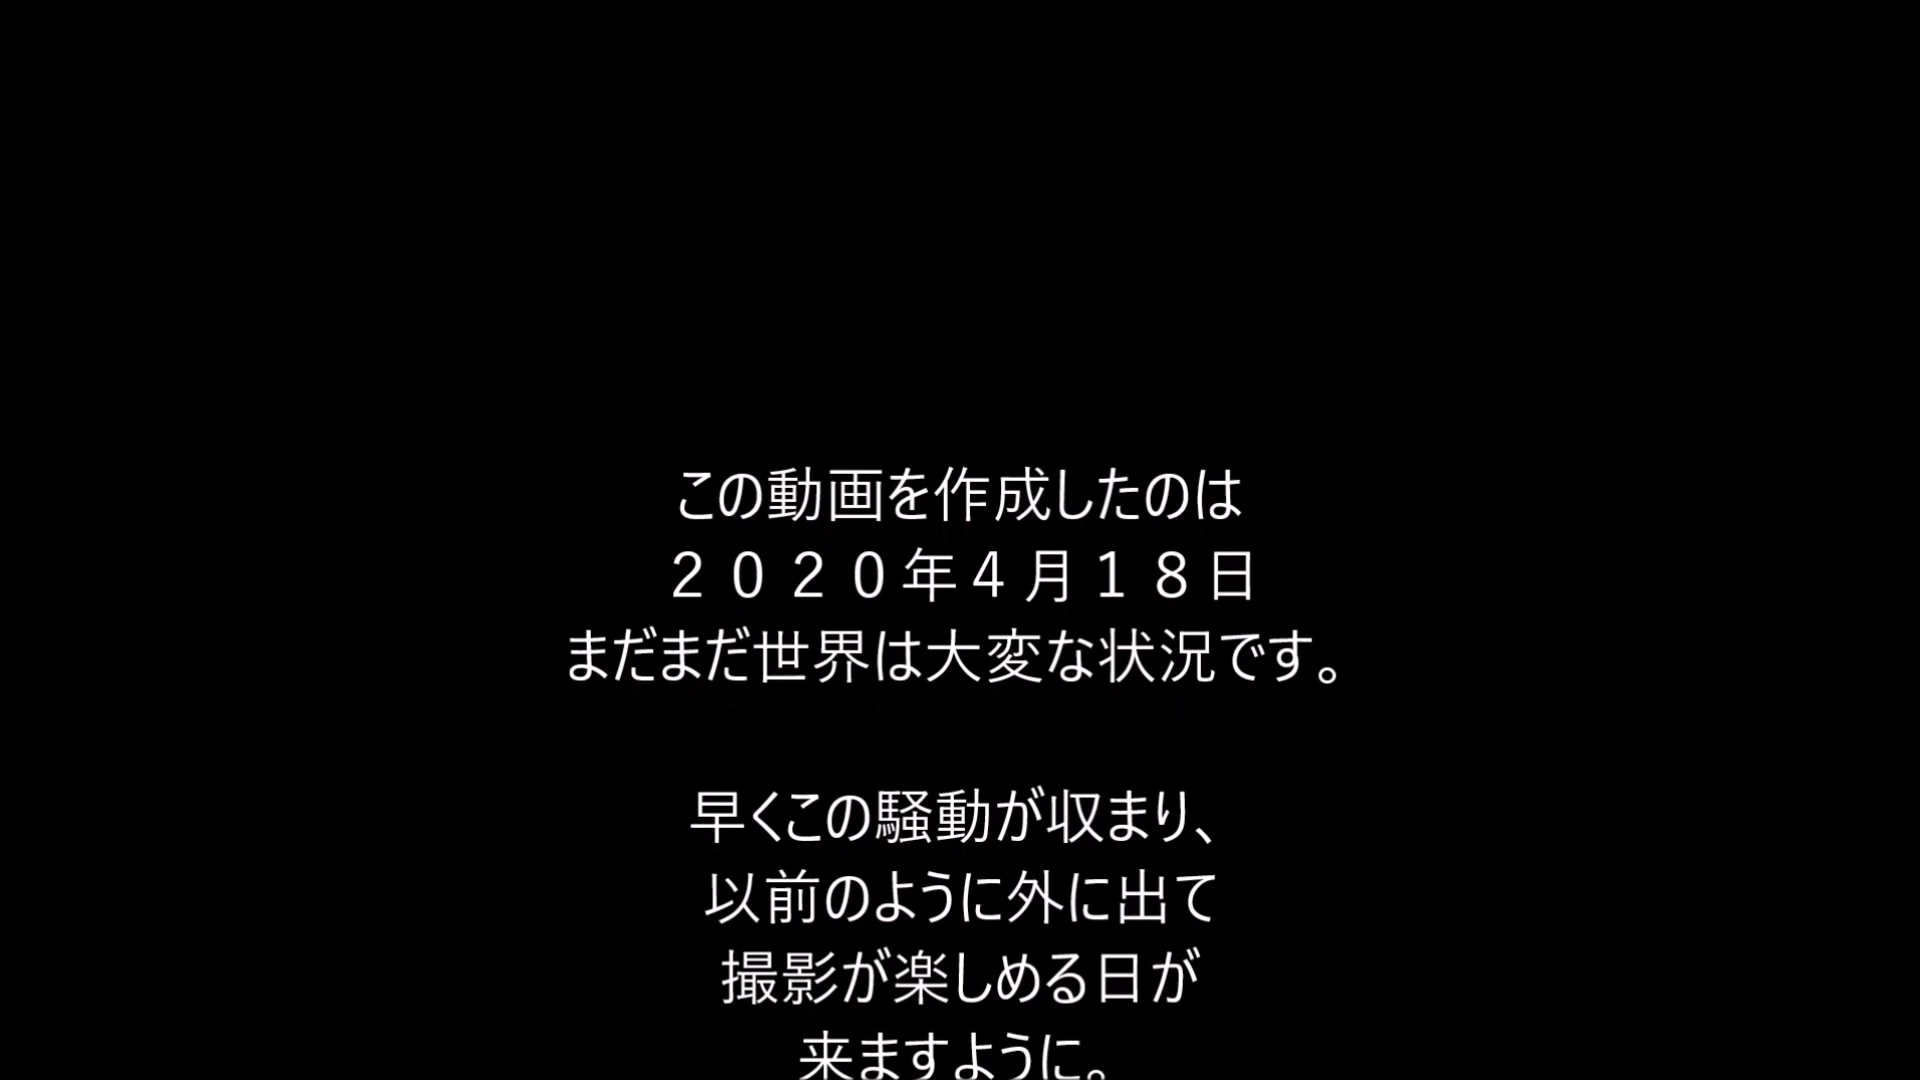 この動画を作成したのは
２０２０年４月１８日
まだまだ世界は大変な状況です。
早くこの騒動が収まり、
以前のように外に出て
撮影が楽しめる日が
来ますように。